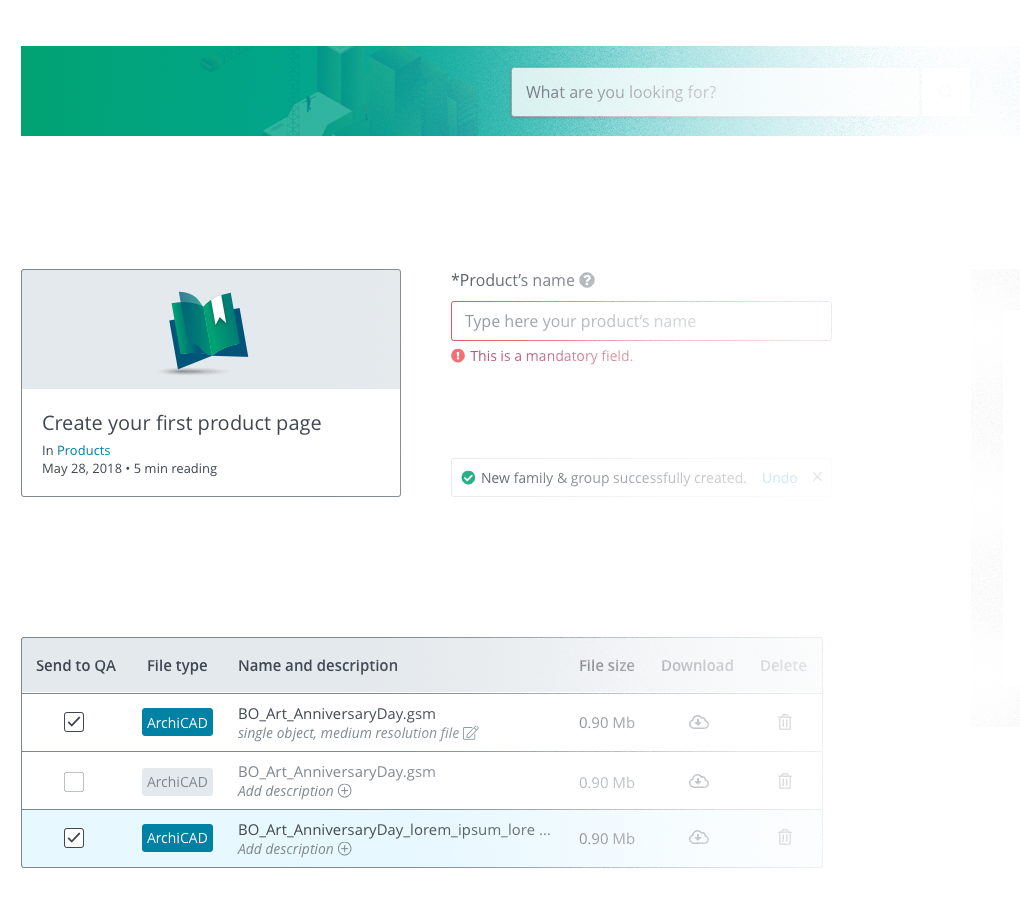 What are you looking for?
Create your first product page
In Products
May 28, 2018 • 5 min reading
*Product's name ?
Type here your product's name
This is a mandatory field.
New family & group successfully created. Undo ×
Send to QA File type Name and description File size Download Delete
ArchiCAD BO_Art_AnniversaryDay.gsm 0.90 Mb
single object, medium resolution file
ArchiCAD BO_Art_AnniversaryDay.gsm 0.90 Mb
Add description
ArchiCAD BO_Art_AnniversaryDay_lorem_ipsum_lore ... 0.90 Mb
Add description